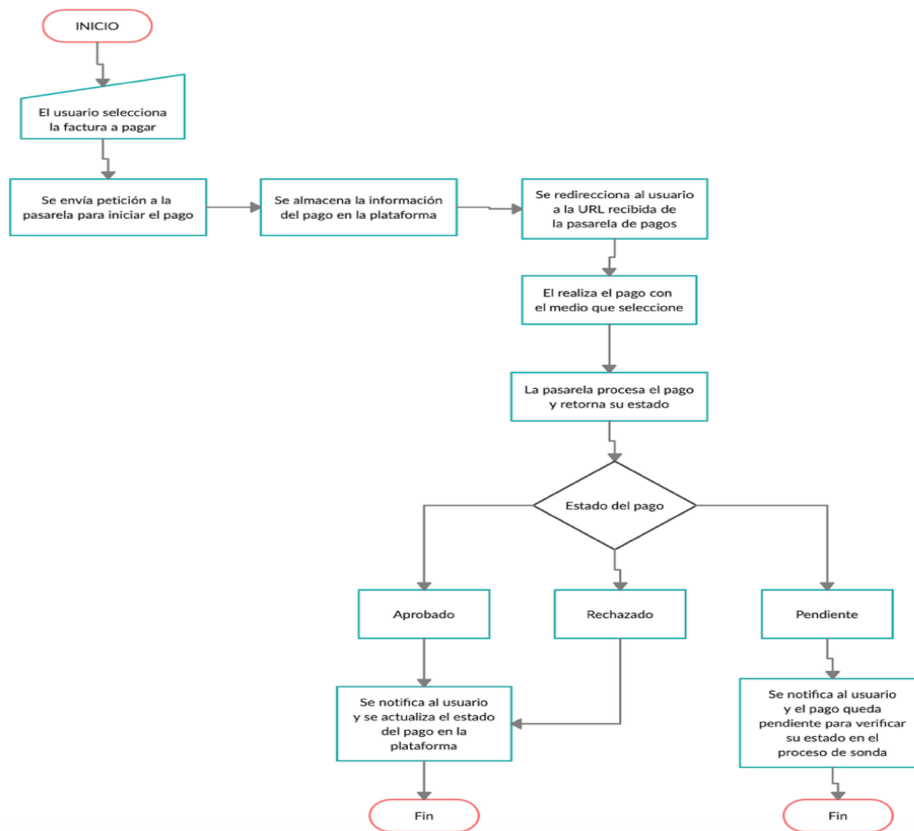 INICIO
El usuario selecciona
la factura a pagar
Se envía petición a la
pasarela para iniciar el pago
Se almacena la información
del pago en la plataforma
Se redirecciona al usuario
a la URL recibida de
la pasarela de pagos
El realiza el pago con
el medio que seleccione
La pasarela procesa el pago
y retorna su estado
Estado del pago
Aprobado
Rechazado
Pendiente
Se notifica al usuario
y se actualiza el estado
del pago en la
plataforma
Se notifica al usuario
y el pago queda
pendiente para verificar
su estado en el
proceso de sonda
Fin
Fin